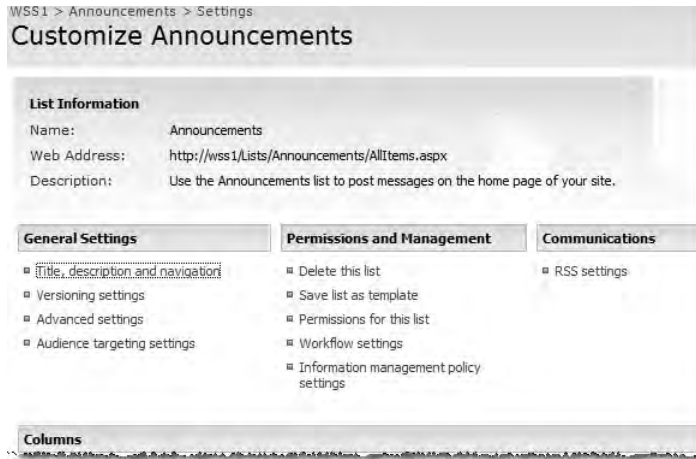 WSS1 > Announcements > Settings
Customize Announcements
List Information
Name: Announcements
Web Address: http://wss1/Lists/Announcements/AllItems.aspx
Description: Use the Announcements list to post messages on the home page of your site.
General Settings
Title, description and navigation
Versioning settings
Advanced settings
Audience targeting settings
Permissions and Management
Delete this list
Save list as template
Permissions for this list
Workflow settings
Information management policy
settings
Communications
RSS settings
Columns